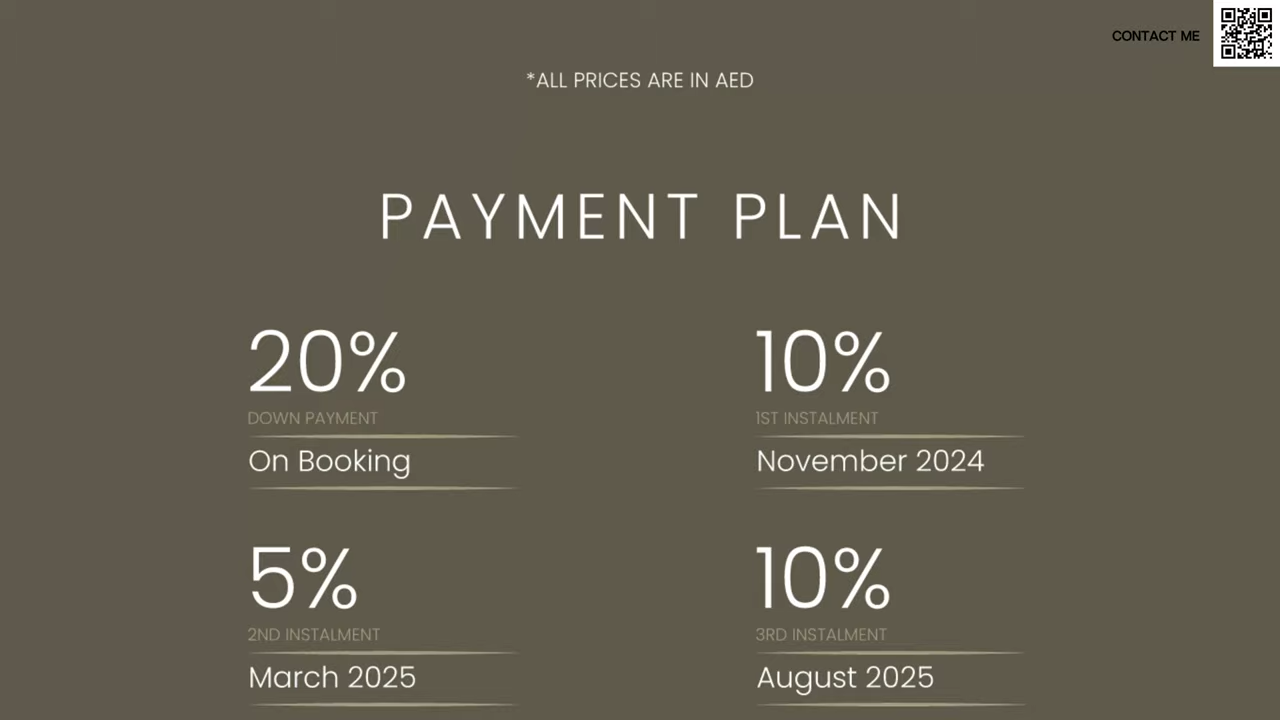 CONTACT ME
*ALL PRICES ARE IN AED
PAYMENT PLAN
20%
DOWN PAYMENT
On Booking
10%
1ST INSTALMENT
November 2024
5%
2ND INSTALMENT
March 2025
10%
3RD INSTALMENT
August 2025